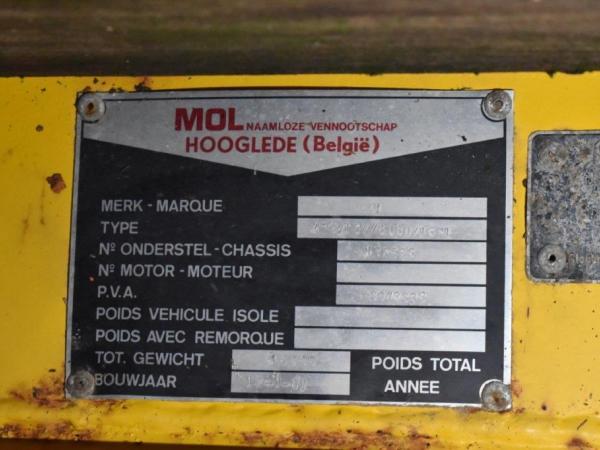 MOL NAAMLOZE VENNOOTSCHAP
HOOGLEDE (België)
MERK - MARQUE
TYPE
Nº ONDERSTEL - CHASSIS
Nº MOTOR - MOTEUR
P.V.A.
POIDS VEHICULE ISOLE
POIDS AVEC REMORQUE
TOT. GEWICHT POIDS TOTAL
BOUWJAAR ANNEE